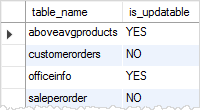 table_name is_updatable
aboveavgproducts YES
customerorders NO
officeinfo YES
saleperorder NO